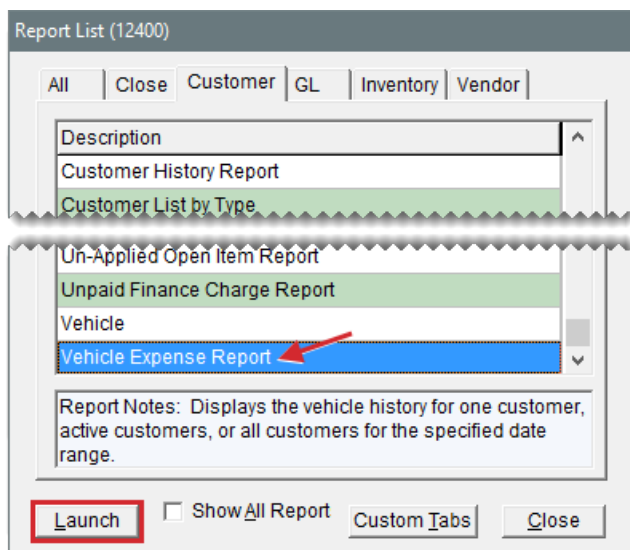 Report List (12400)
All Close Customer GL Inventory Vendor
Description
Customer History Report
Customer List by Type
Un-Applied Open Item Report
Unpaid Finance Charge Report
Vehicle
Vehicle Expense Report
Report Notes: Displays the vehicle history for one customer,
active customers, or all customers for the specified date
range.
Launch Show All Report Custom Tabs Close